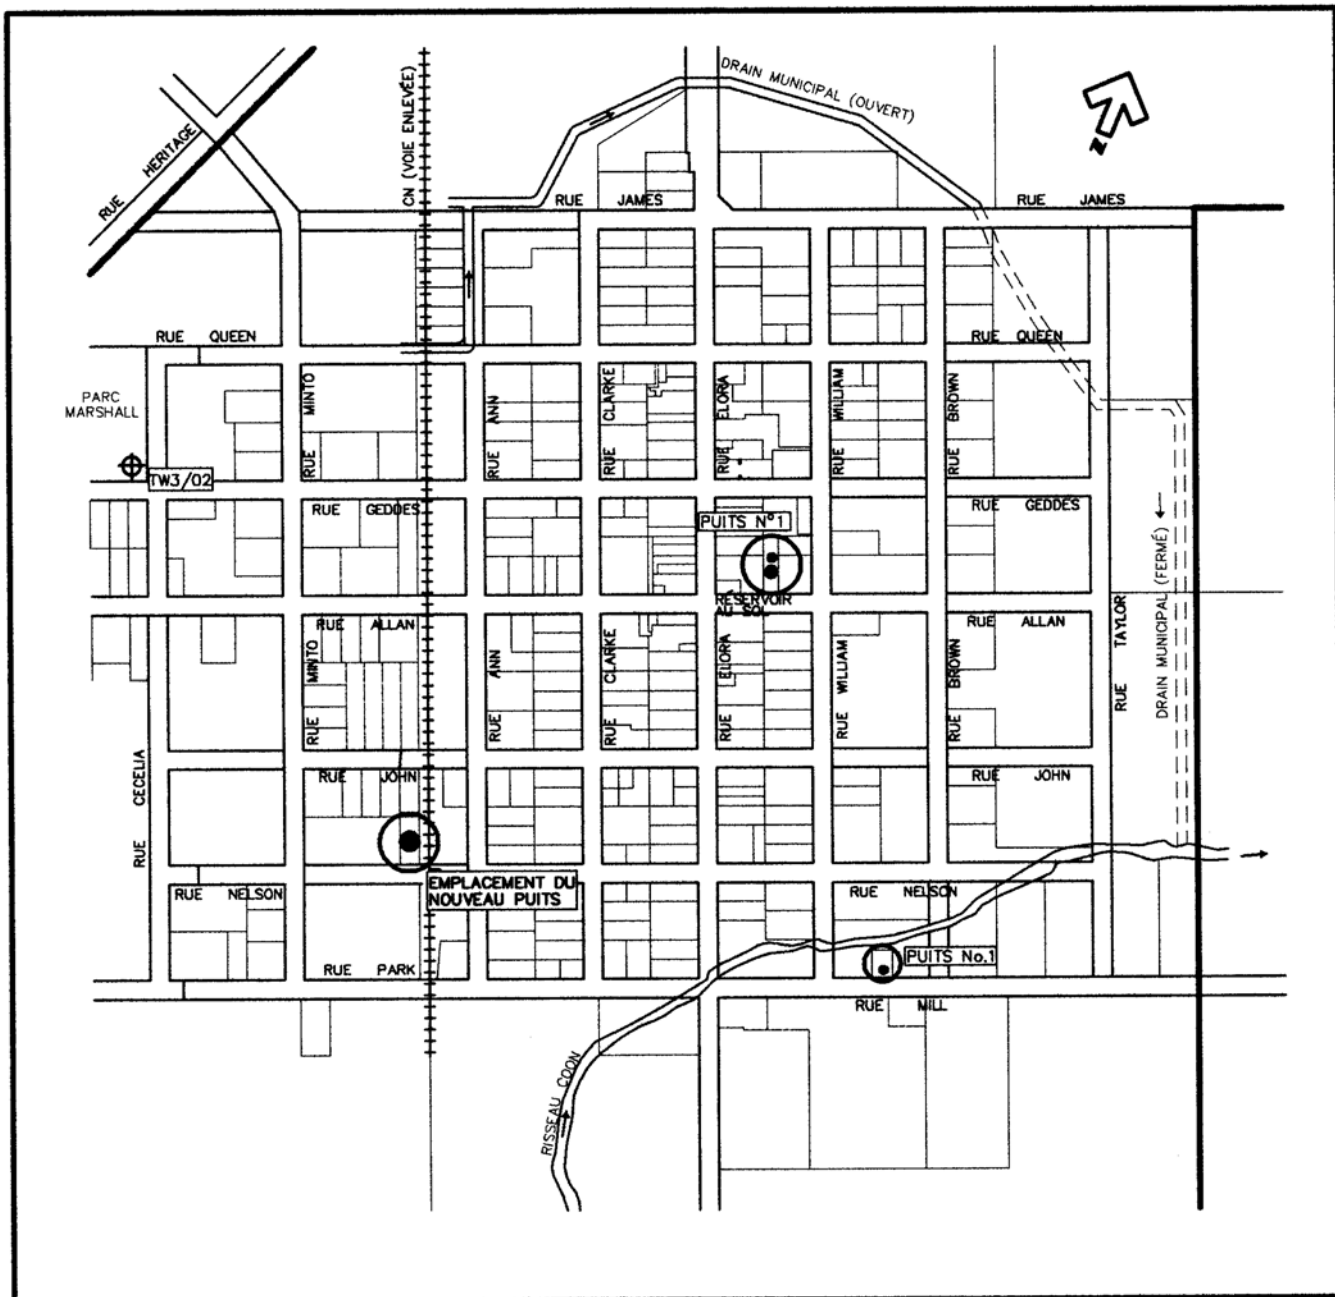 DRAIN MUNICIPAL (OUVERT)
CN (VOIE ENLEVÉE)
RUE HERITAGE
N
RUE JAMES
RUE JAMES
RUE QUEEN
RUE QUEEN
PARC
MARSHALL
RUE MINTO
RUE ANN
RUE CLARKE
RUE ELORA
RUE WILLIAM
RUE BROWN
TW3/02
RUE GEDDES
PUITS N°1
RUE GEDDES
RÉSERVOIR
AU SOL
RUE ALLAN
RUE ALLAN
RUE MINTO
RUE ANN
RUE CLARKE
RUE ELORA
RUE WILLIAM
RUE BROWN
RUE TAYLOR
DRAIN MUNICIPAL (FERMÉ)
RUE CECELIA
RUE JOHN
RUE JOHN
EMPLACEMENT DU
NOUVEAU PUITS
RUE NELSON
RUE NELSON
PUITS No.1
RUE PARK
RUE MILL
RISSEAU COON